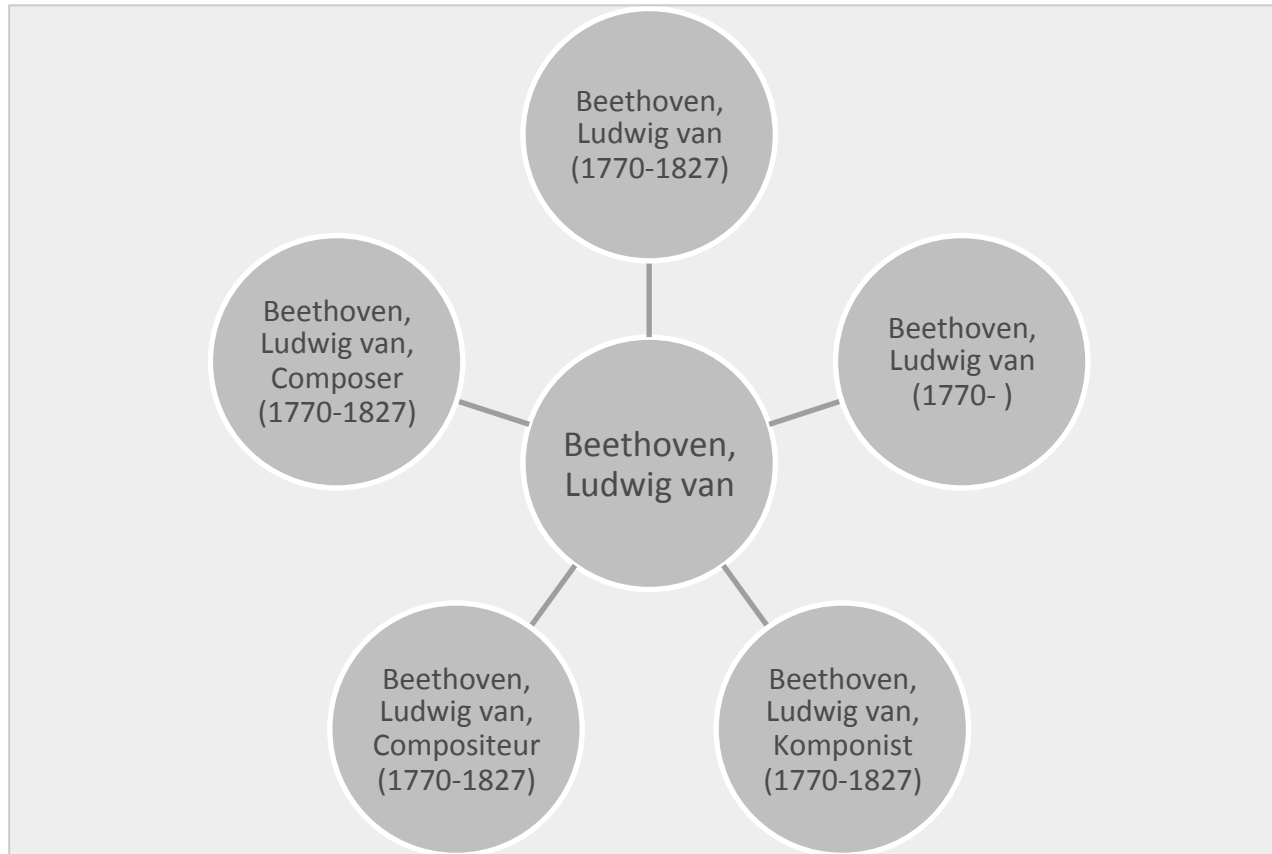 Beethoven,
Ludwig van
(1770-1827)
Beethoven,
Ludwig van,
Composer
(1770-1827)
Beethoven,
Ludwig van
(1770- )
Beethoven,
Ludwig van
Beethoven,
Ludwig van,
Compositeur
(1770-1827)
Beethoven,
Ludwig van,
Komponist
(1770-1827)